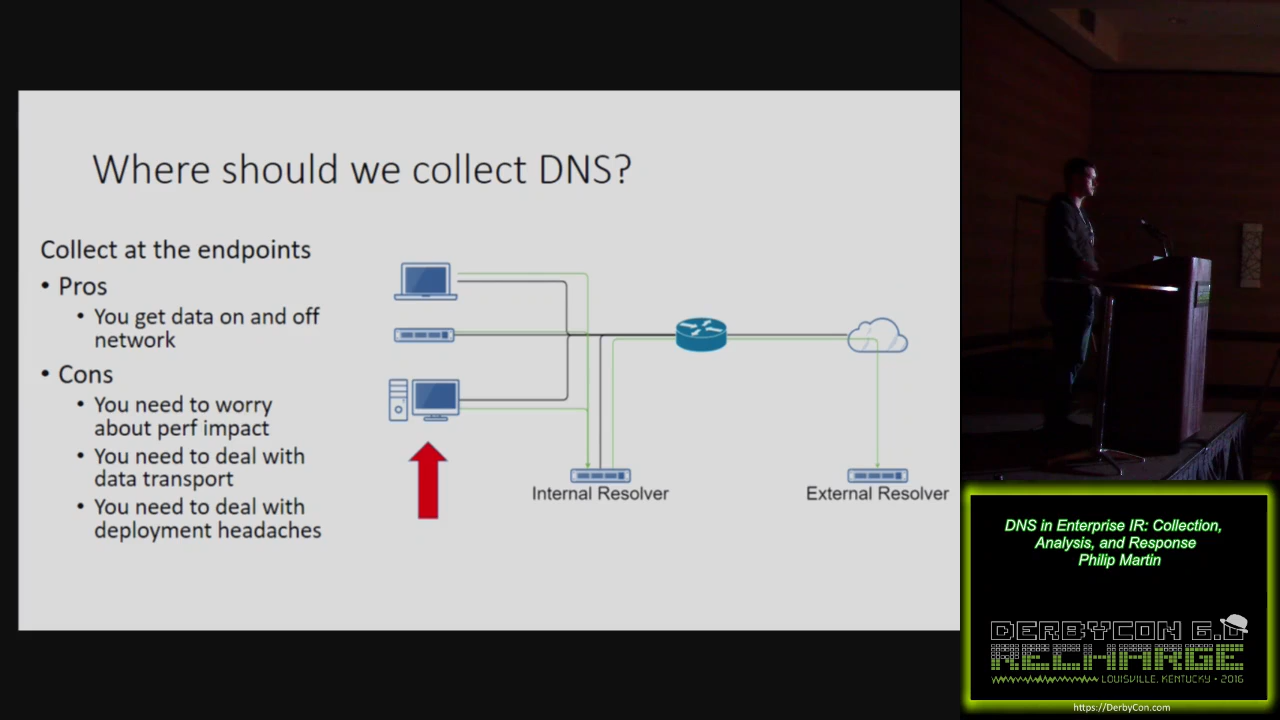 Where should we collect DNS?
Collect at the endpoints
• Pros
• You get data on and off
network
• Cons
• You need to worry
about perf impact
• You need to deal with
data transport
• You need to deal with
deployment headaches
Internal Resolver
External Resolver
DNS in Enterprise IR: Collection,
Analysis, and Response
Philip Martin
DERBYCON 6.0
RECHARGE
LOUISVILLE, KENTUCKY • 2016
https://DerbyCon.com